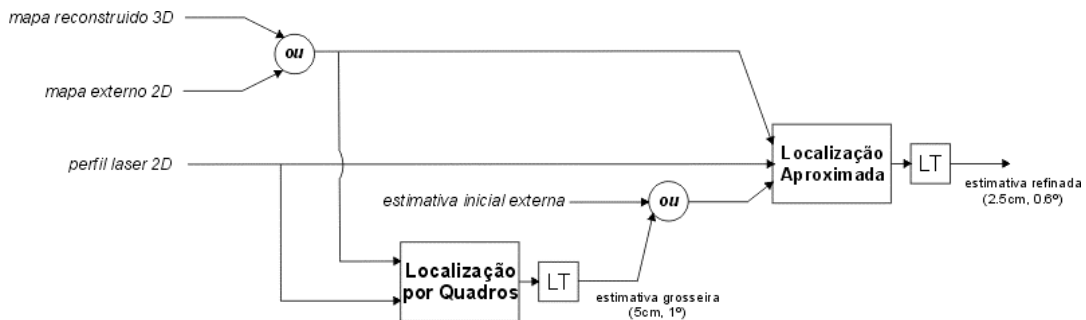 mapa reconstruido 3D
ou
mapa externo 2D
perfil laser 2D
Localização
Aproximada
LT
estimativa refinada
(2.5cm, 0.6º)
estimativa inicial externa
ou
Localização
por Quadros
LT
estimativa grosseira
(5cm, 1º)